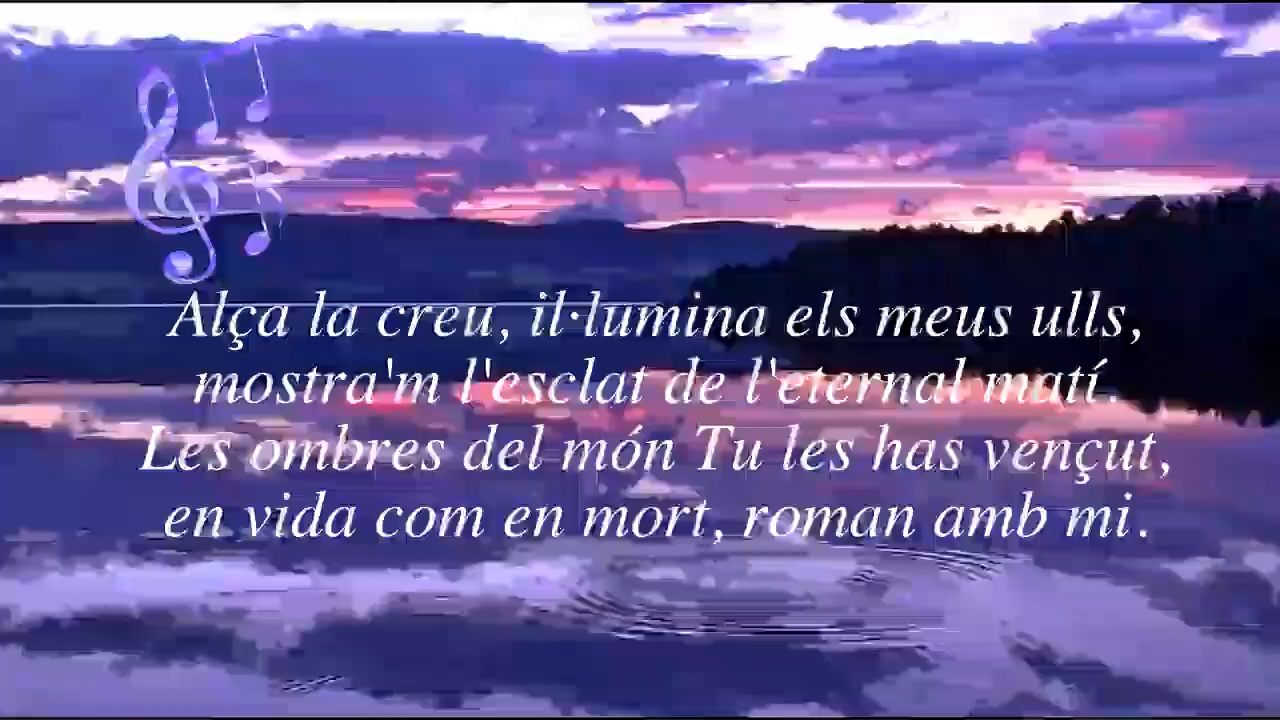 Alça la creu, il·lumina els meus ulls,
mostra'm l'esclat de l'eternal matí.
Les ombres del món Tu les has vençut,
en vida com en mort, roman amb mi.